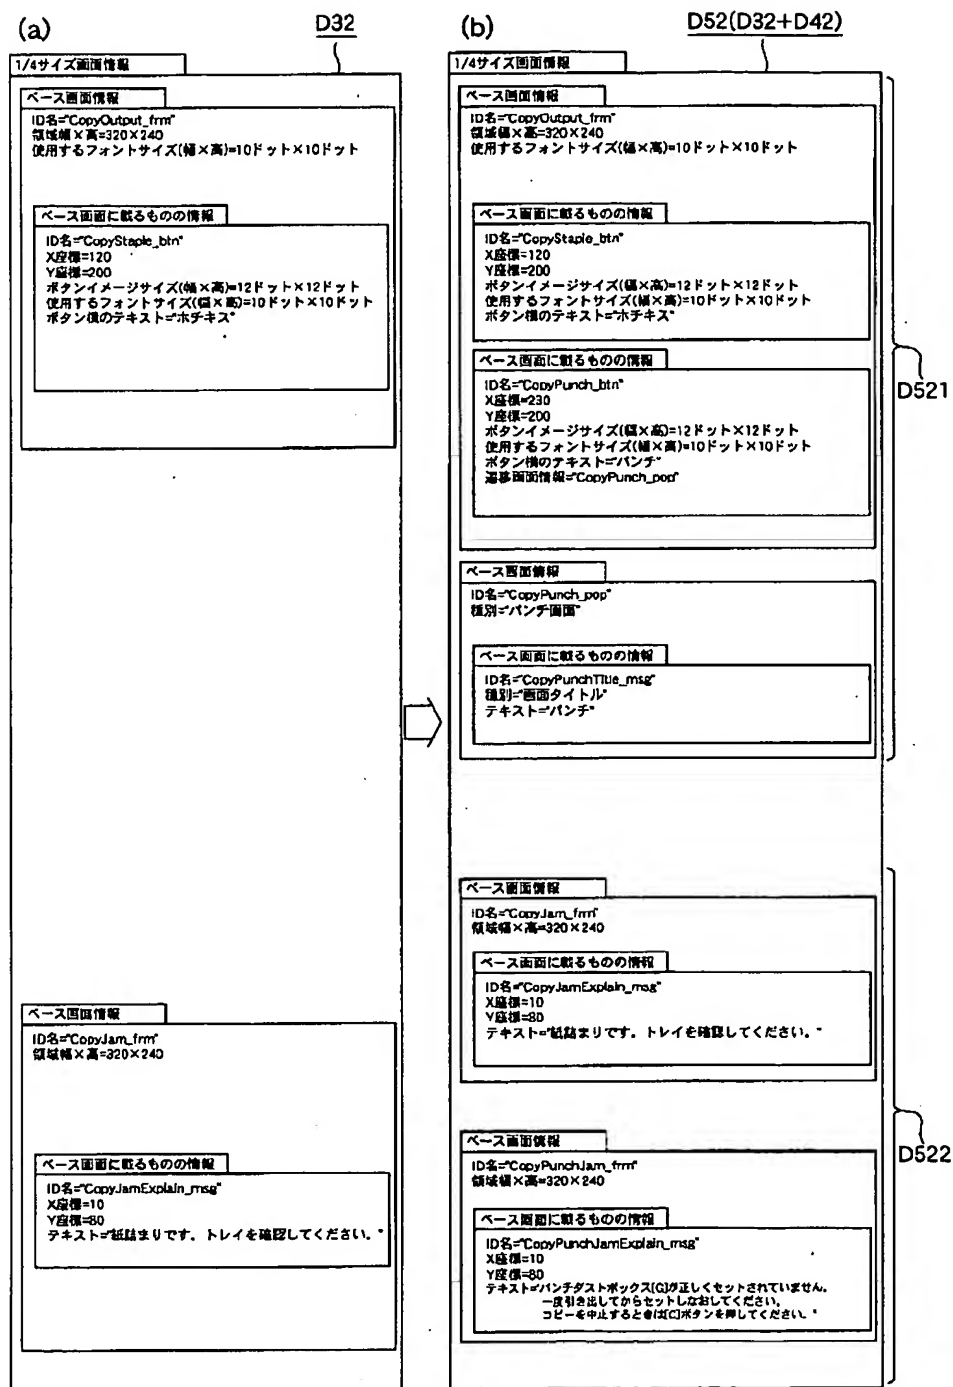 (a)
D32
1/4サイズ画面情報
ベース画面情報
ID名="CopyOutput_frm"
領域幅×高=320×240
使用するフォントサイズ(幅×高)=10ドット×10ドット
ベース画面に載るものの情報
ID名="CopyStaple_btn"
X座標=120
Y座標=200
ボタンイメージサイズ(幅×高)=12ドット×12ドット
使用するフォントサイズ(幅×高)=10ドット×10ドット
ボタン横のテキスト="ホチキス"
ベース画面情報
ID名="CopyJam_frm"
領域幅×高=320×240
ベース画面に載るものの情報
ID名="CopyJamExplain_msg"
X座標=10
Y座標=80
テキスト="紙詰まりです。トレイを確認してください。"
(b)
D52(D32+D42)
1/4サイズ画面情報
ベース画面情報
ID名="CopyOutput_frm"
領域幅×高=320×240
使用するフォントサイズ(幅×高)=10ドット×10ドット
ベース画面に載るものの情報
ID名="CopyStaple_btn"
X座標=120
Y座標=200
ボタンイメージサイズ(幅×高)=12ドット×12ドット
使用するフォントサイズ(幅×高)=10ドット×10ドット
ボタン横のテキスト="ホチキス"
ベース画面に載るものの情報
ID名="CopyPunch_btn"
X座標=230
Y座標=200
ボタンイメージサイズ(幅×高)=12ドット×12ドット
使用するフォントサイズ(幅×高)=10ドット×10ドット
ボタン横のテキスト="パンチ"
遷移画面情報="CopyPunch_pop"
D521
ベース画面情報
ID名="CopyPunch_pop"
種別="パンチ画面"
ベース画面に載るものの情報
ID名="CopyPunchTitle_msg"
種別="画面タイトル"
テキスト="パンチ"
ベース画面情報
ID名="CopyJam_frm"
領域幅×高=320×240
ベース画面に載るものの情報
ID名="CopyJamExplain_msg"
X座標=10
Y座標=80
テキスト="紙詰まりです。トレイを確認してください。"
D522
ベース画面情報
ID名="CopyPunchJam_frm"
領域幅×高=320×240
ベース画面に載るものの情報
ID名="CopyPunchJamExplain_msg"
X座標=10
Y座標=80
テキスト="パンチダストボックス[G]が正しくセットされていません。
一度引き出してからセットしなおしてください。
コピーを中止するときは[C]ボタンを押してください。"